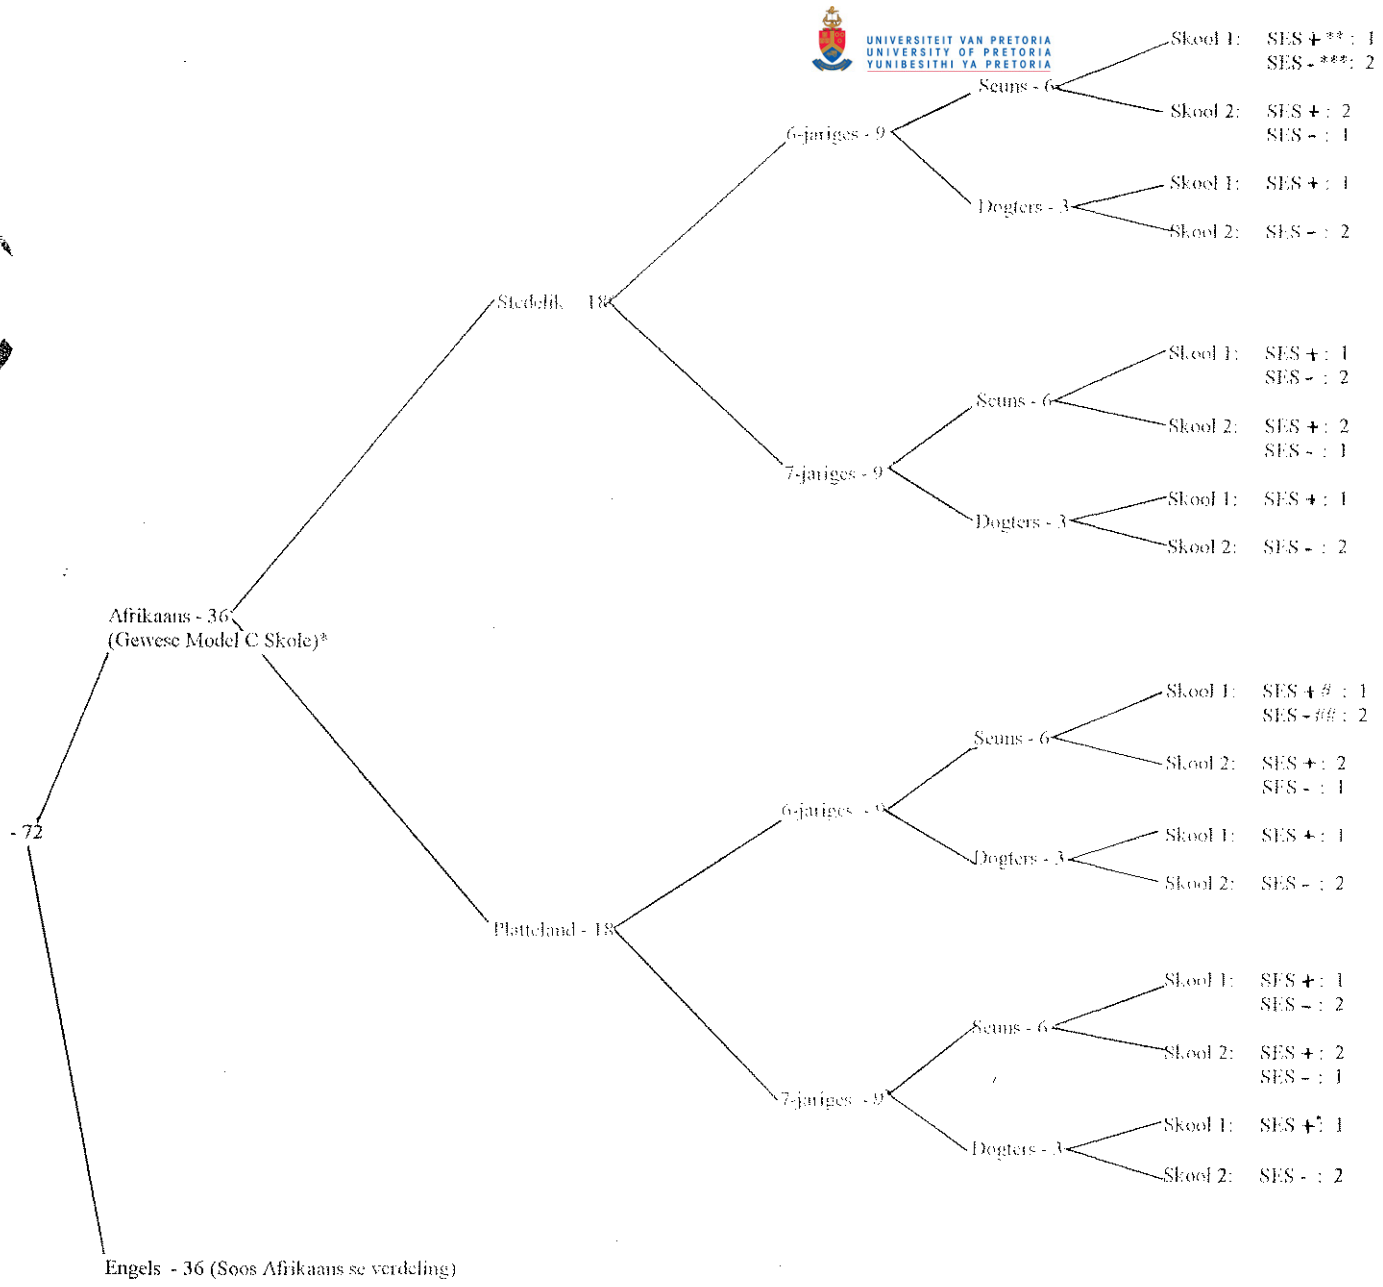 UNIVERSITEIT VAN PRETORIA
UNIVERSITY OF PRETORIA
YUNIBESITHI YA PRETORIA
Skool 1: SES + ** : 1
SES - ***: 2
Seuns - 6
Skool 2: SES + : 2
SES - : 1
6-jariges - 9
Skool 1: SES + : 1
Dogters - 3
Skool 2: SES - : 2
Stedelik - 18
Skool 1: SES + : 1
SES - : 2
Seuns - 6
Skool 2: SES + : 2
SES - : 1
7-jariges - 9
Skool 1: SES + : 1
Dogters - 3
Skool 2: SES - : 2
Afrikaans - 36
(Gewese Model C Skole)*
Skool 1: SES + # : 1
SES - ## : 2
Seuns - 6
Skool 2: SES + : 2
SES - : 1
6-jariges - 9
- 72
Skool 1: SES + : 1
Dogters - 3
Skool 2: SES - : 2
Platteland - 18
Skool 1: SES + : 1
SES - : 2
Seuns - 6
Skool 2: SES + : 2
SES - : 1
7-jariges - 9
Skool 1: SES + : 1
Dogters - 3
Skool 2: SES - : 2
Engels - 36 (Soos Afrikaans se verdeling)